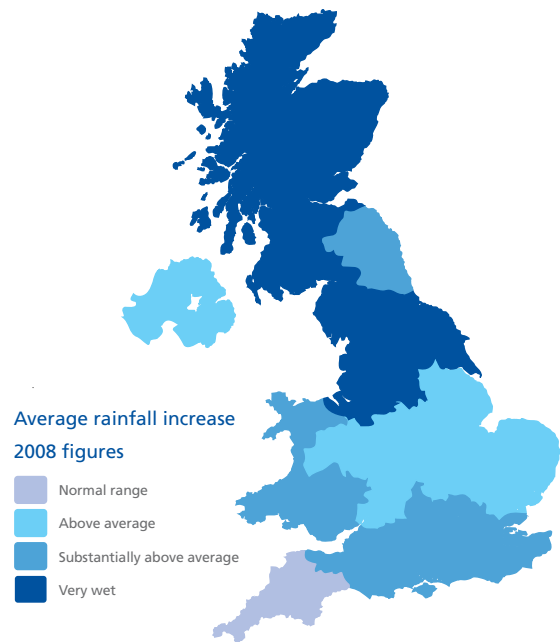 Average rainfall increase
2008 figures
Normal range
Above average
Substantially above average
Very wet